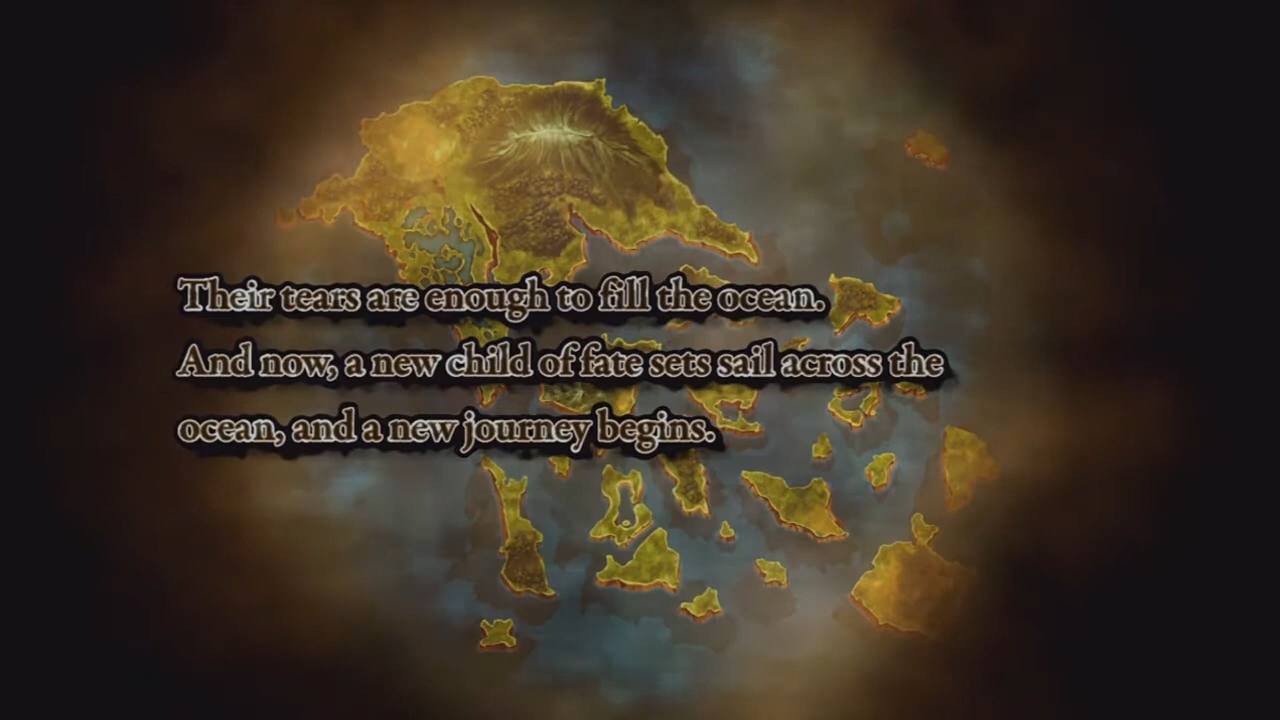 Their tears are enough to fill the ocean.
And now, a new child of fate sets sail across the
ocean, and a new journey begins.